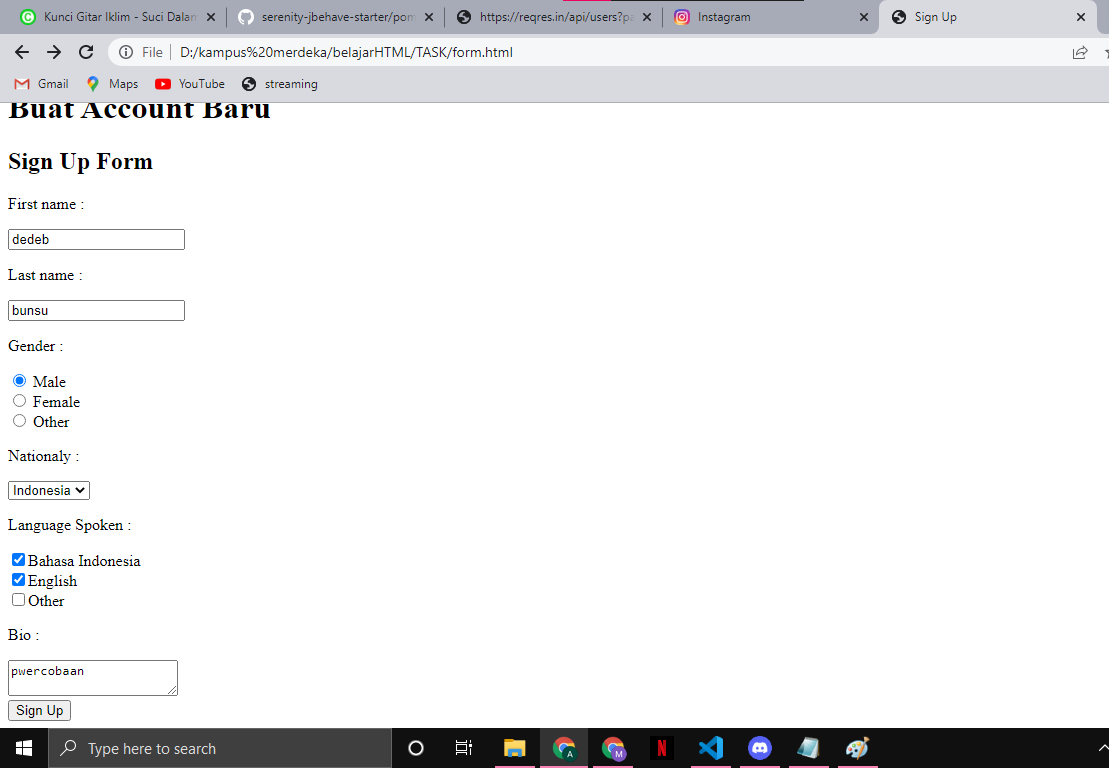 Kunci Gitar Iklim - Suci Dalam
serenity-jbehave-starter/pom
https://reqres.in/api/users?pa
Instagram
Sign Up
File
D:/kampus%20merdeka/belajarHTML/TASK/form.html
Gmail
Maps
YouTube
streaming
Buat Account Baru
Sign Up Form
First name :
dedeb
Last name :
bunsu
Gender :
Male
Female
Other
Nationaly :
Indonesia
Language Spoken :
Bahasa Indonesia
English
Other
Bio :
pwercobaan
Sign Up
Type here to search
A
M
N